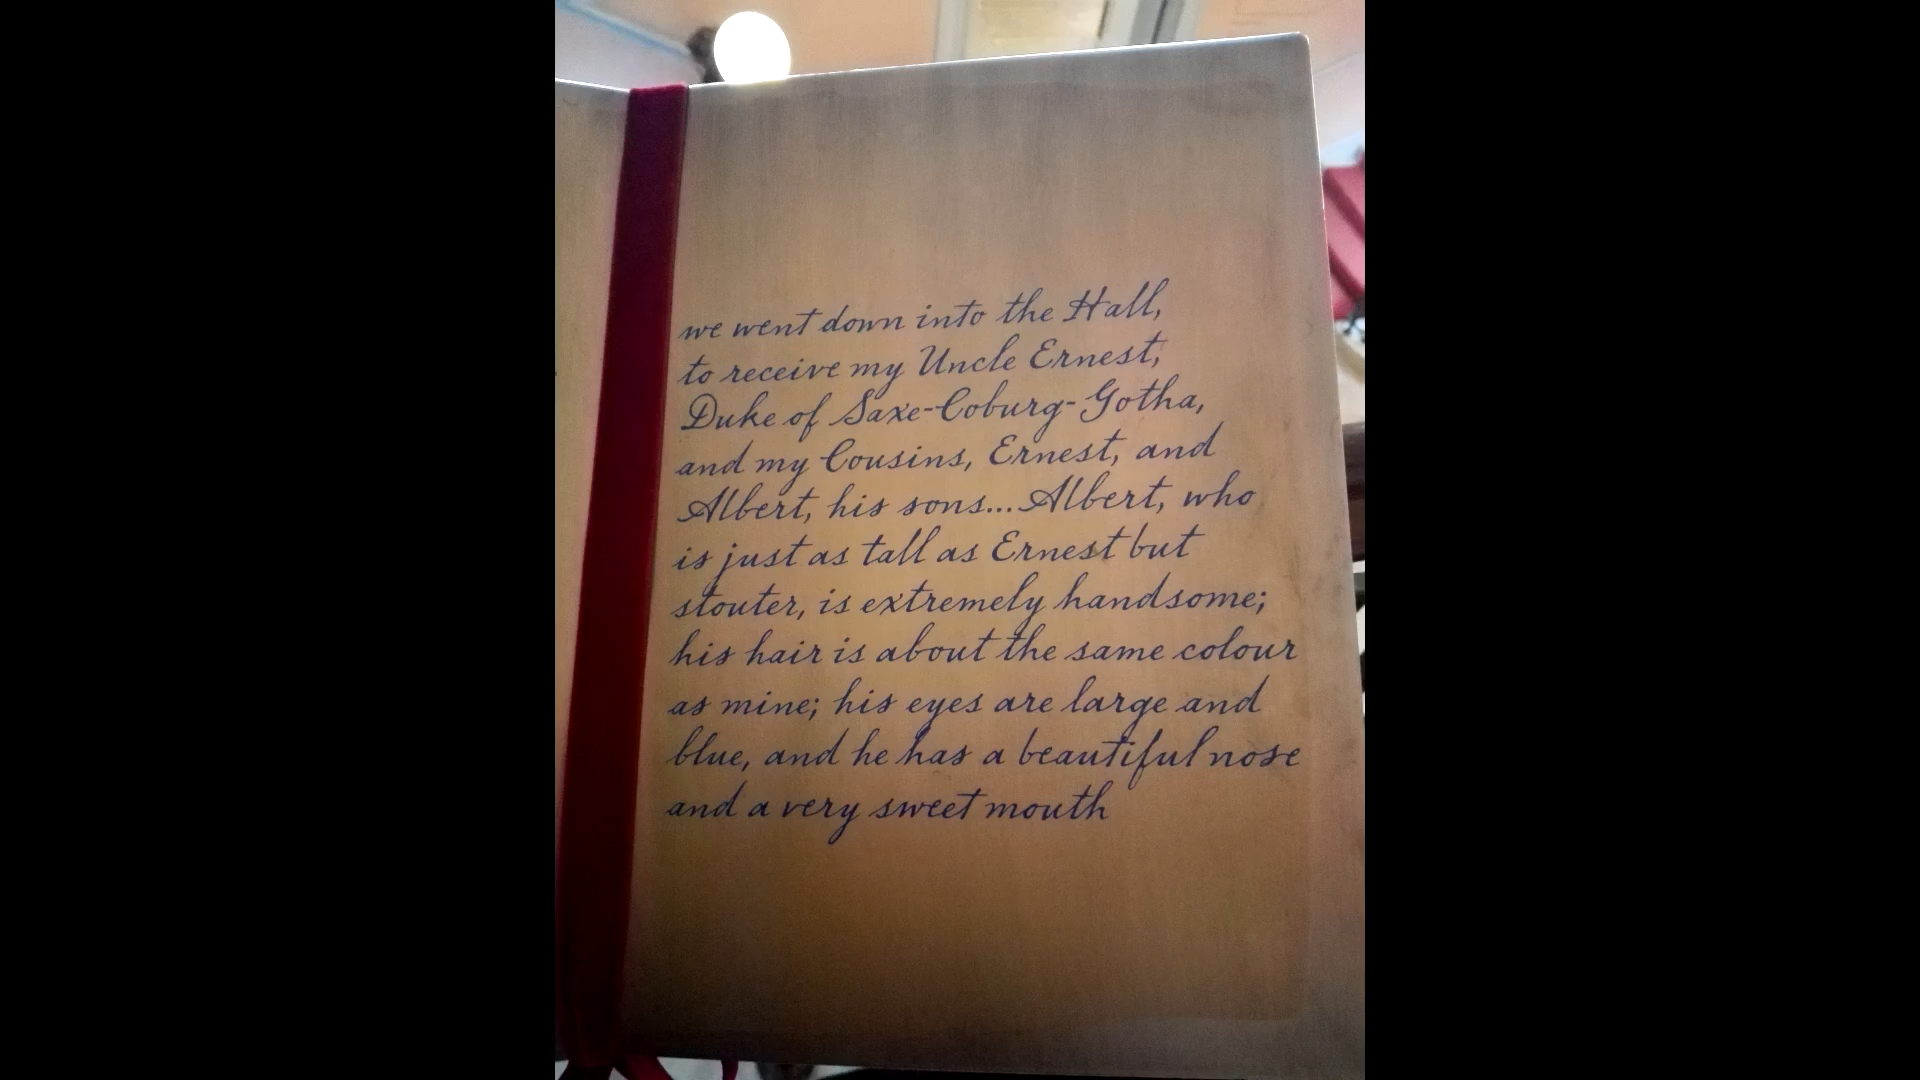 we went down into the Hall,
to receive my Uncle Ernest,
Duke of Saxe-Coburg-Gotha,
and my Cousins, Ernest, and
Albert, his sons... Albert, who
is just as tall as Ernest but
stouter, is extremely handsome;
his hair is about the same colour
as mine; his eyes are large and
blue, and he has a beautiful nose
and a very sweet mouth